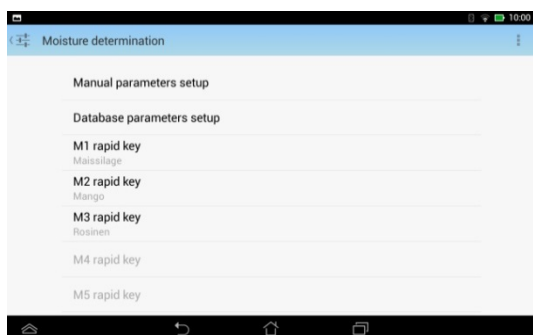 10:00
Moisture determination
Manual parameters setup
Database parameters setup
M1 rapid key
Maissilage
M2 rapid key
Mango
M3 rapid key
Rosinen
M4 rapid key
M5 rapid key